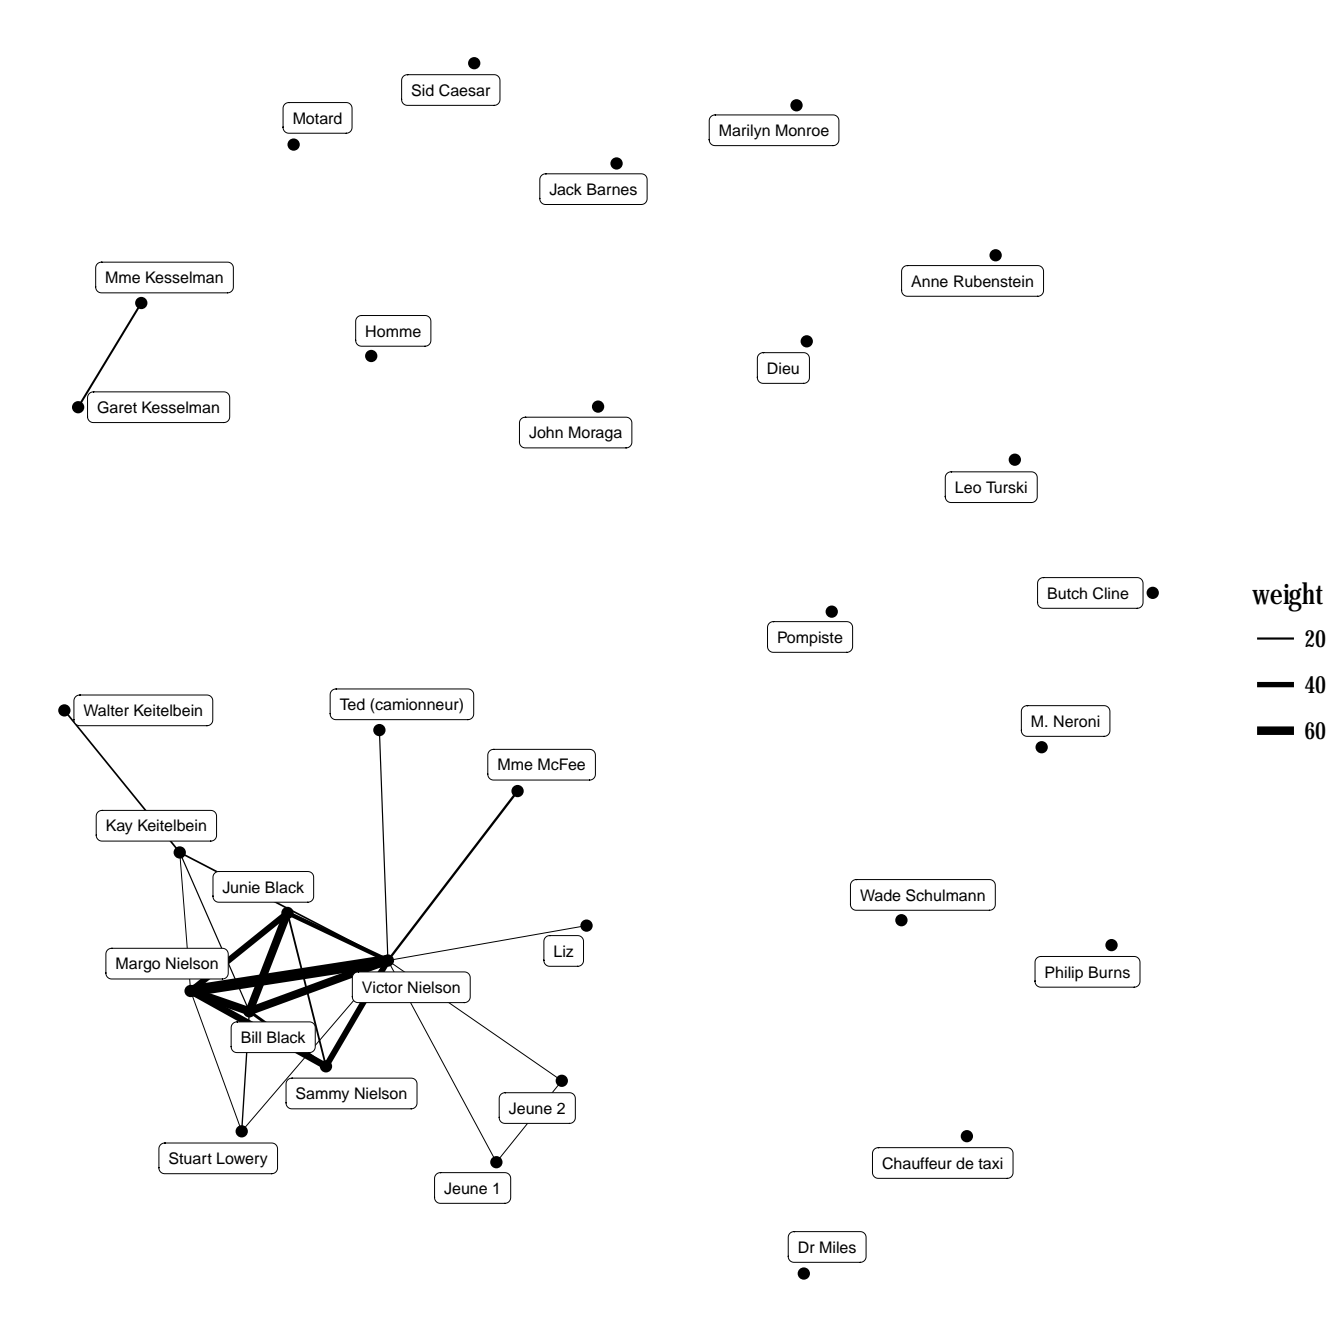 Sid Caesar
Motard
Marilyn Monroe
Jack Barnes
Mme Kesselman
Anne Rubenstein
Homme
Dieu
Garet Kesselman
John Moraga
Leo Turski
Butch Cline
weight
20
40
60
Pompiste
Walter Keitelbein
Ted (camionneur)
M. Neroni
Mme McFee
Kay Keitelbein
Junie Black
Wade Schulmann
Liz
Margo Nielson
Philip Burns
Victor Nielson
Bill Black
Sammy Nielson
Jeune 2
Stuart Lowery
Chauffeur de taxi
Jeune 1
Dr Miles